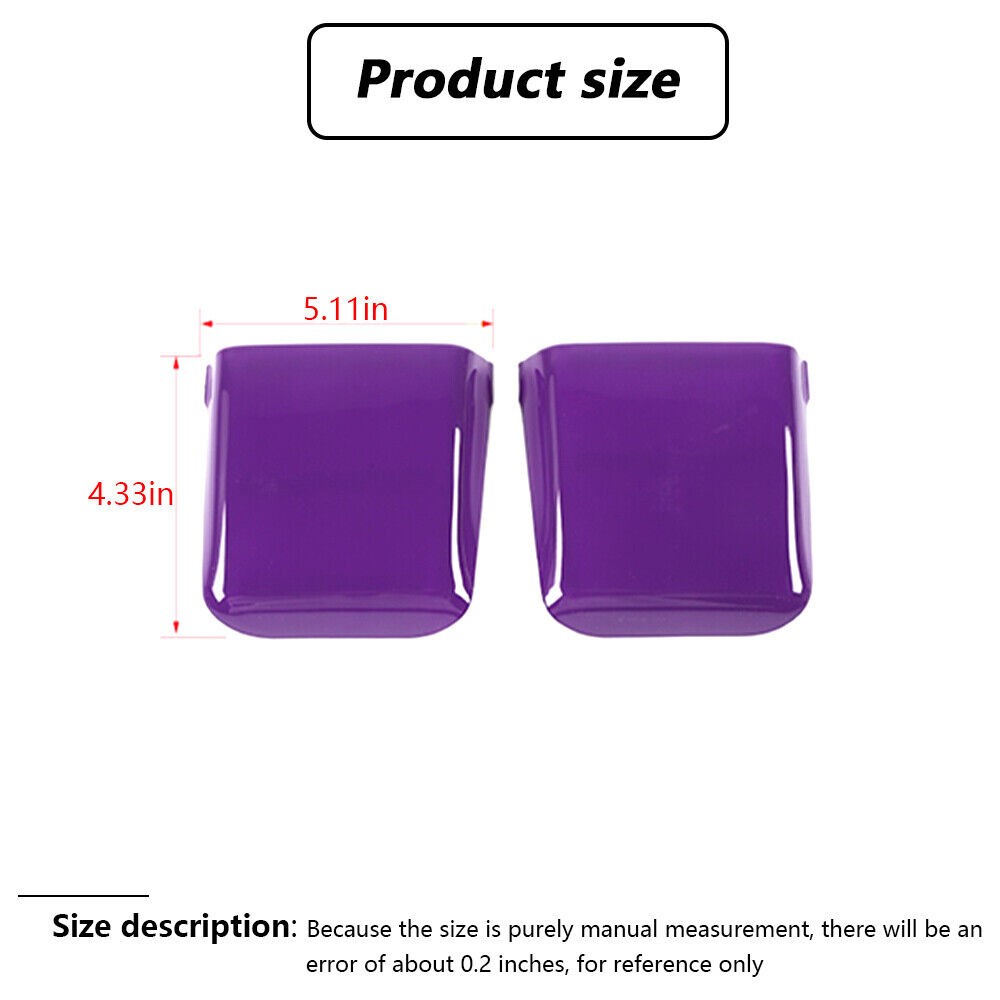 Product size
5.11in
4.33in
Size description: Because the size is purely manual measurement, there will be an
error of about 0.2 inches, for reference only